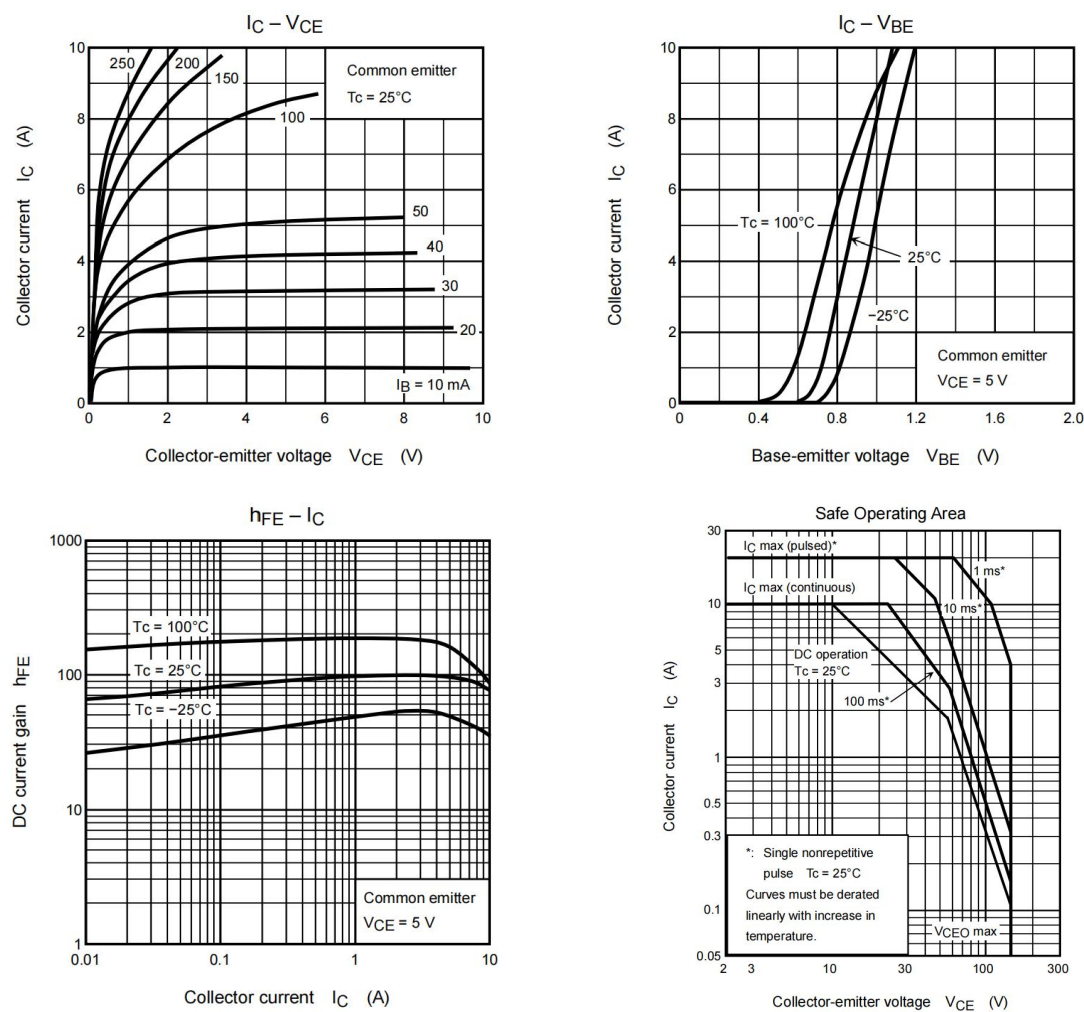 IC – VCE
10
8
6
4
2
0
Collector current IC (A)
250
200
150
100
50
40
30
20
IB = 10 mA
Common emitter
Tc = 25°C
0
2
4
6
8
10
Collector-emitter voltage VCE (V)
IC – VBE
10
8
6
4
2
0
Collector current IC (A)
Tc = 100°C
25°C
−25°C
Common emitter
VCE = 5 V
0
0.4
0.8
1.2
1.6
2.0
Base-emitter voltage VBE (V)
hFE – IC
1000
100
10
1
DC current gain hFE
Tc = 100°C
Tc = 25°C
Tc = −25°C
Common emitter
VCE = 5 V
0.01
0.1
1
10
Collector current IC (A)
Safe Operating Area
30
10
5
3
1
0.5
0.3
0.1
0.05
Collector current IC (A)
IC max (pulsed)*
1 ms*
IC max (continuous)
10 ms*
DC operation
Tc = 25°C
100 ms*
*: Single nonrepetitive
pulse Tc = 25°C
Curves must be derated
linearly with increase in
temperature.
VCEO max
2
3
10
30
100
300
Collector-emitter voltage VCE (V)